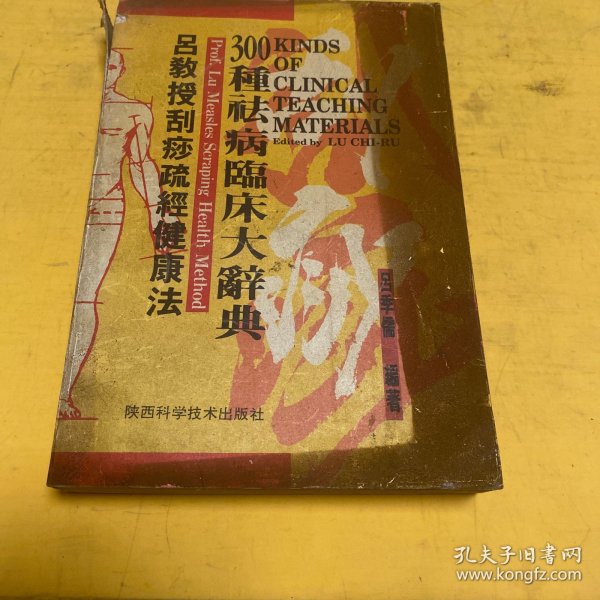 300種祛病臨床大辭典
KINDS
OF
CLINICAL
TEACHING
MATERIALS
Edited by LU CHI-RU
Prof. Lu Measles Scraping Health Method
呂教授刮痧疏經健康法
呂季儒 編著
刮痧
陕西科学技术出版社
孔夫子旧书网
www.kongfz.com